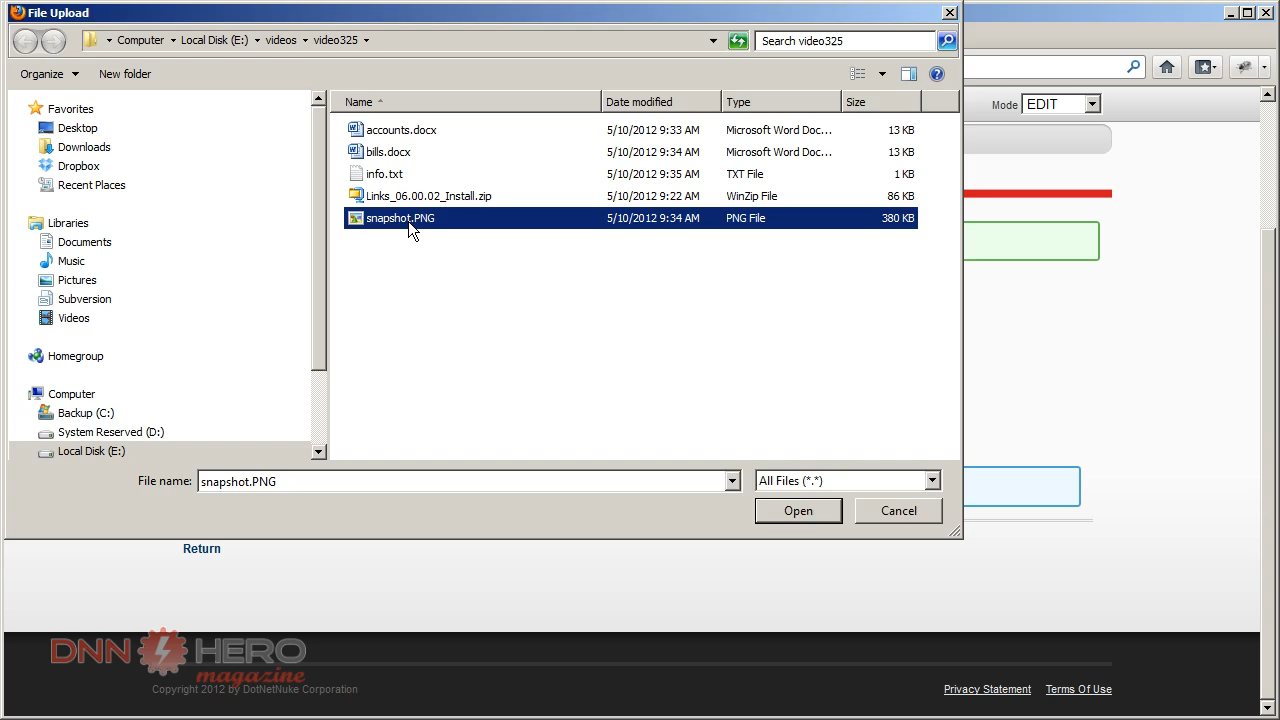 File Upload
Computer Local Disk (E:) videos video325
Search video325
Organize New folder
Favorites
Desktop
Downloads
Dropbox
Recent Places
Libraries
Documents
Music
Pictures
Subversion
Videos
Homegroup
Computer
Backup (C:)
System Reserved (D:)
Local Disk (E:)
Name Date modified Type Size
accounts.docx 5/10/2012 9:33 AM Microsoft Word Doc... 13 KB
bills.docx 5/10/2012 9:34 AM Microsoft Word Doc... 13 KB
info.txt 5/10/2012 9:35 AM TXT File 1 KB
Links_06.00.02_Install.zip 5/10/2012 9:22 AM WinZip File 86 KB
snapshot.PNG 5/10/2012 9:34 AM PNG File 380 KB
File name: snapshot.PNG All Files (*.*)
Open Cancel
Mode EDIT
Return
DNN HERO
magazine
Copyright 2012 by DotNetNuke Corporation
Privacy Statement Terms Of Use